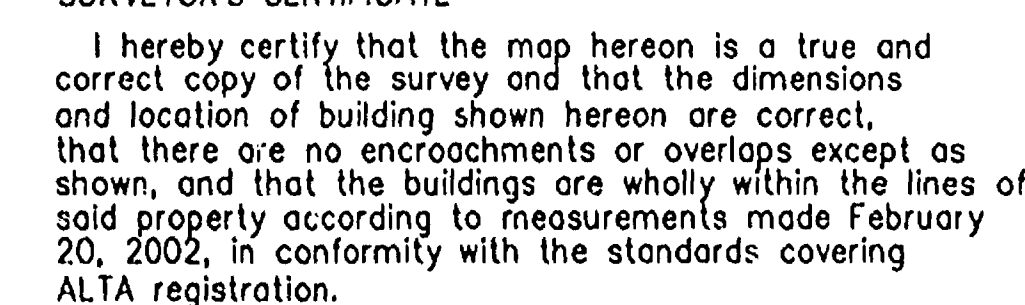 SURVEYOR'S CERTIFICATE
I hereby certify that the map hereon is a true and
correct copy of the survey and that the dimensions
and location of building shown hereon are correct,
that there are no encroachments or overlaps except as
shown, and that the buildings are wholly within the lines of
said property according to measurements made February
20, 2002, in conformity with the standards covering
ALTA registration.